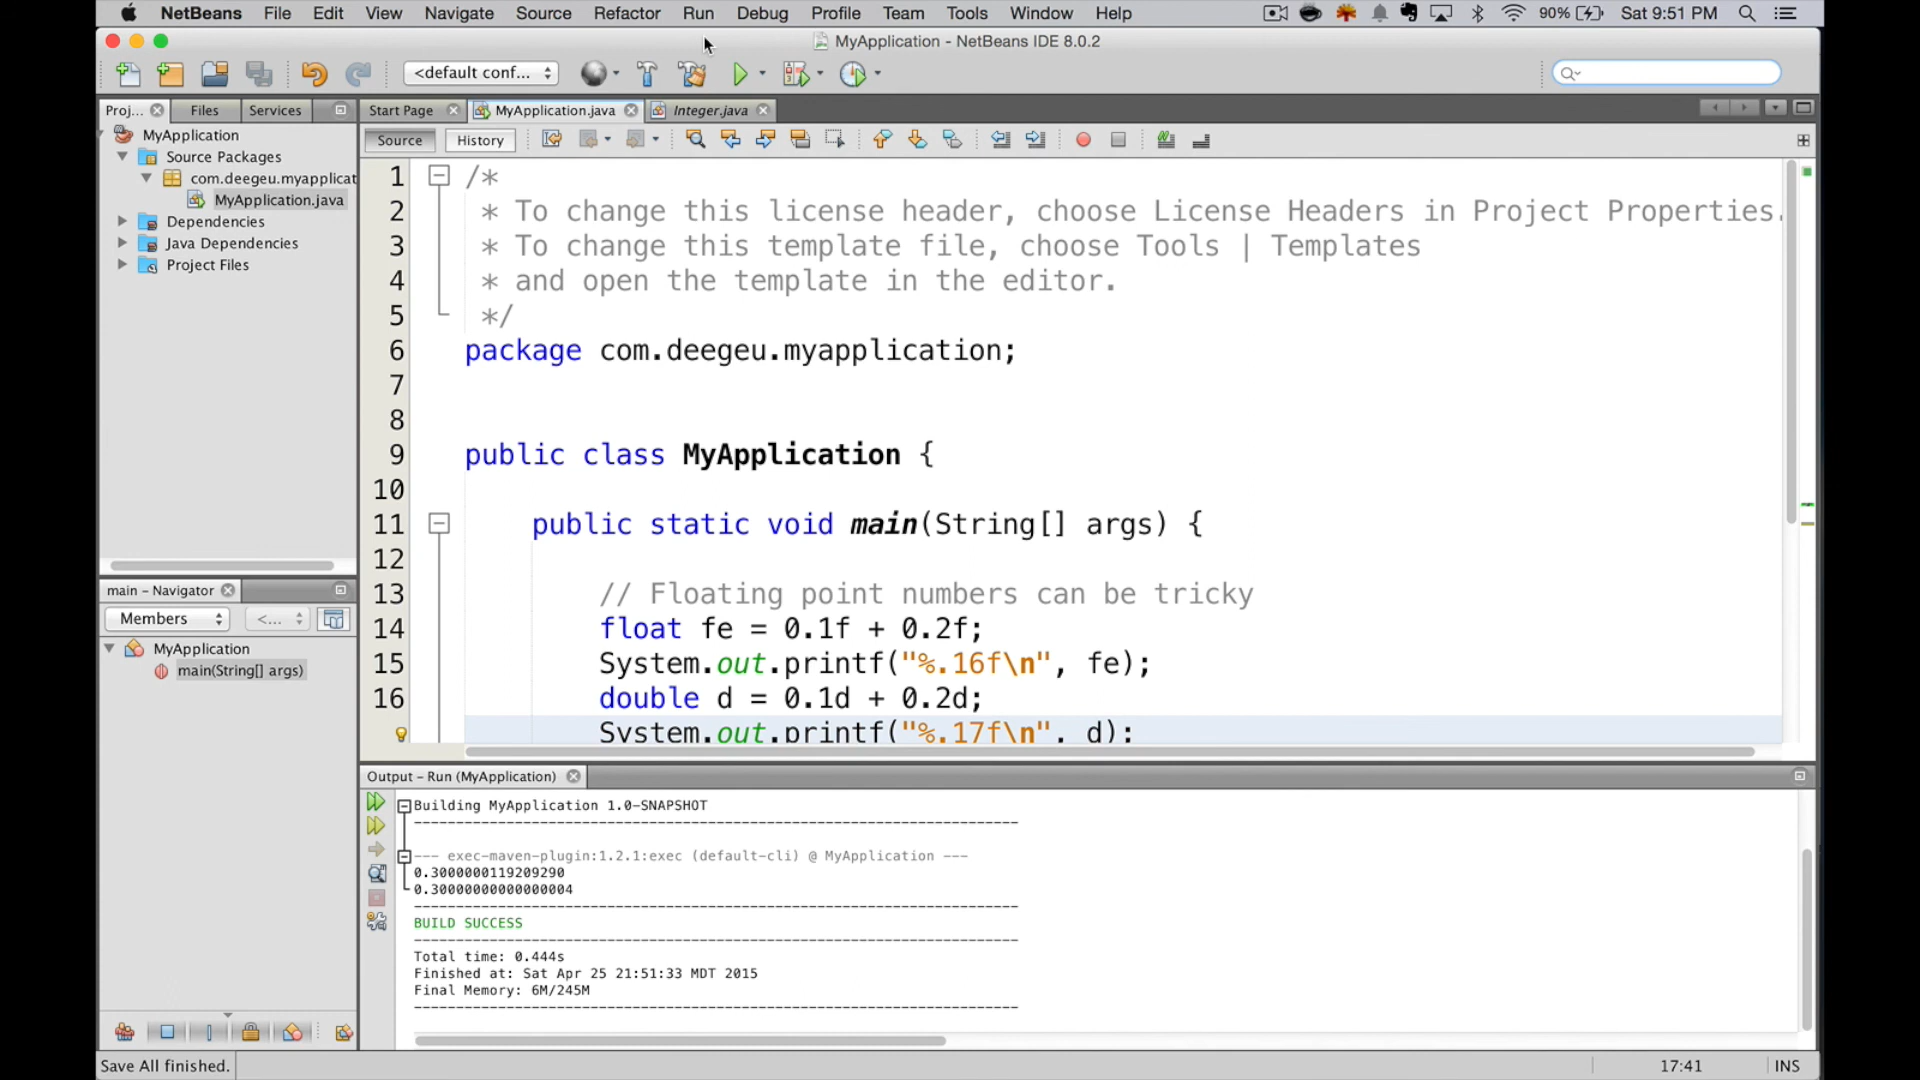 NetBeans File Edit View Navigate Source Refactor Run Debug Profile Team Tools Window Help 90% Sat 9:51 PM
MyApplication - NetBeans IDE 8.0.2
<default conf...
Proj... Files Services Start Page MyApplication.java Integer.java
Source History
MyApplication
Source Packages
com.deegeu.myapplicat
MyApplication.java
Dependencies
Java Dependencies
Project Files
1 /*
2 * To change this license header, choose License Headers in Project Properties.
3 * To change this template file, choose Tools | Templates
4 * and open the template in the editor.
5 */
6 package com.deegeu.myapplication;
7
8
9 public class MyApplication {
10
11 public static void main(String[] args) {
12
13 // Floating point numbers can be tricky
14 float fe = 0.1f + 0.2f;
15 System.out.printf("%.16f\n", fe);
16 double d = 0.1d + 0.2d;
System.out.printf("%.17f\n", d);
main - Navigator
Members <...
MyApplication
main(String[] args)
Output - Run (MyApplication)
Building MyApplication 1.0-SNAPSHOT
------------------------------------------------------------------------
--- exec-maven-plugin:1.2.1:exec (default-cli) @ MyApplication ---
0.3000000119209290
0.30000000000000004
------------------------------------------------------------------------
BUILD SUCCESS
------------------------------------------------------------------------
Total time: 0.444s
Finished at: Sat Apr 25 21:51:33 MDT 2015
Final Memory: 6M/245M
------------------------------------------------------------------------
Save All finished. 17:41 INS